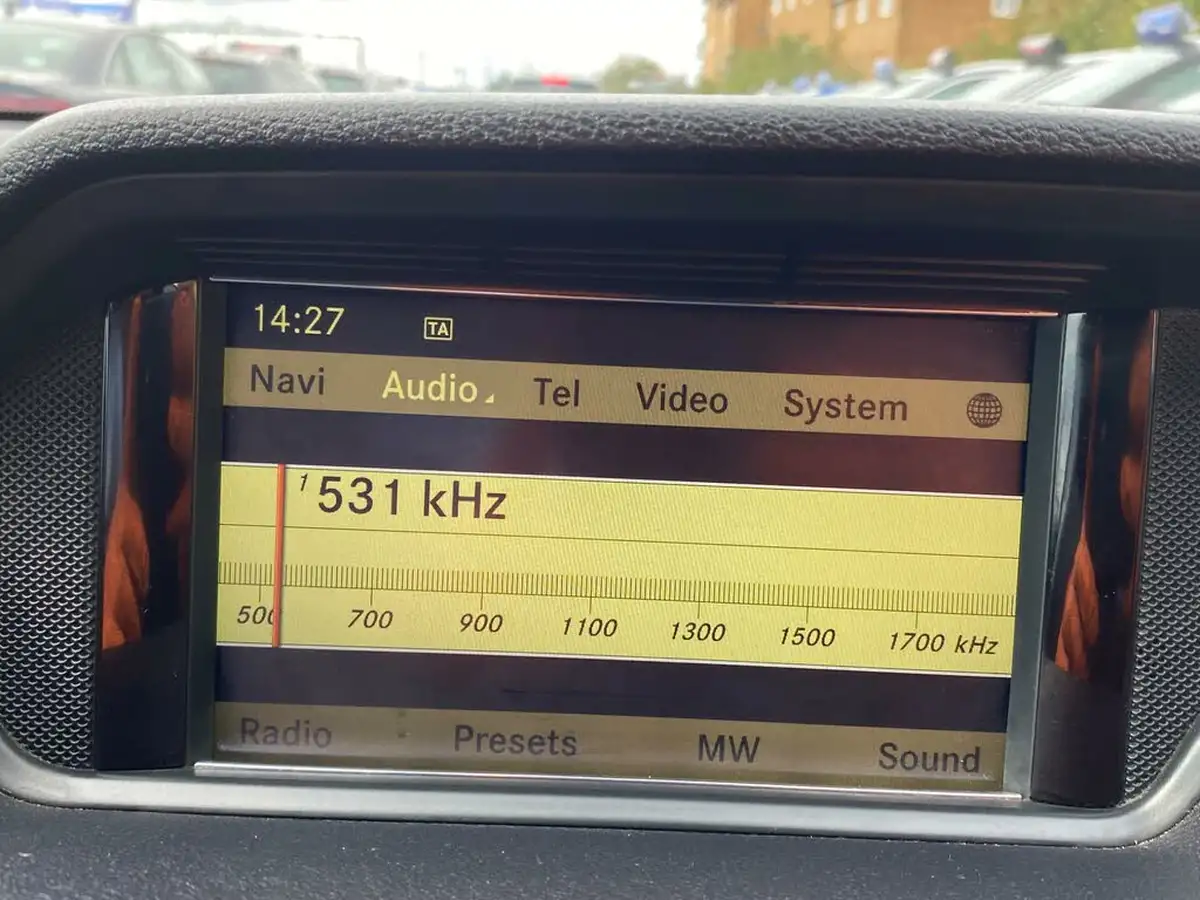 14:27 TA
Navi Audio Tel Video System
1 531 kHz
500 700 900 1100 1300 1500 1700 kHz
Radio Presets MW Sound